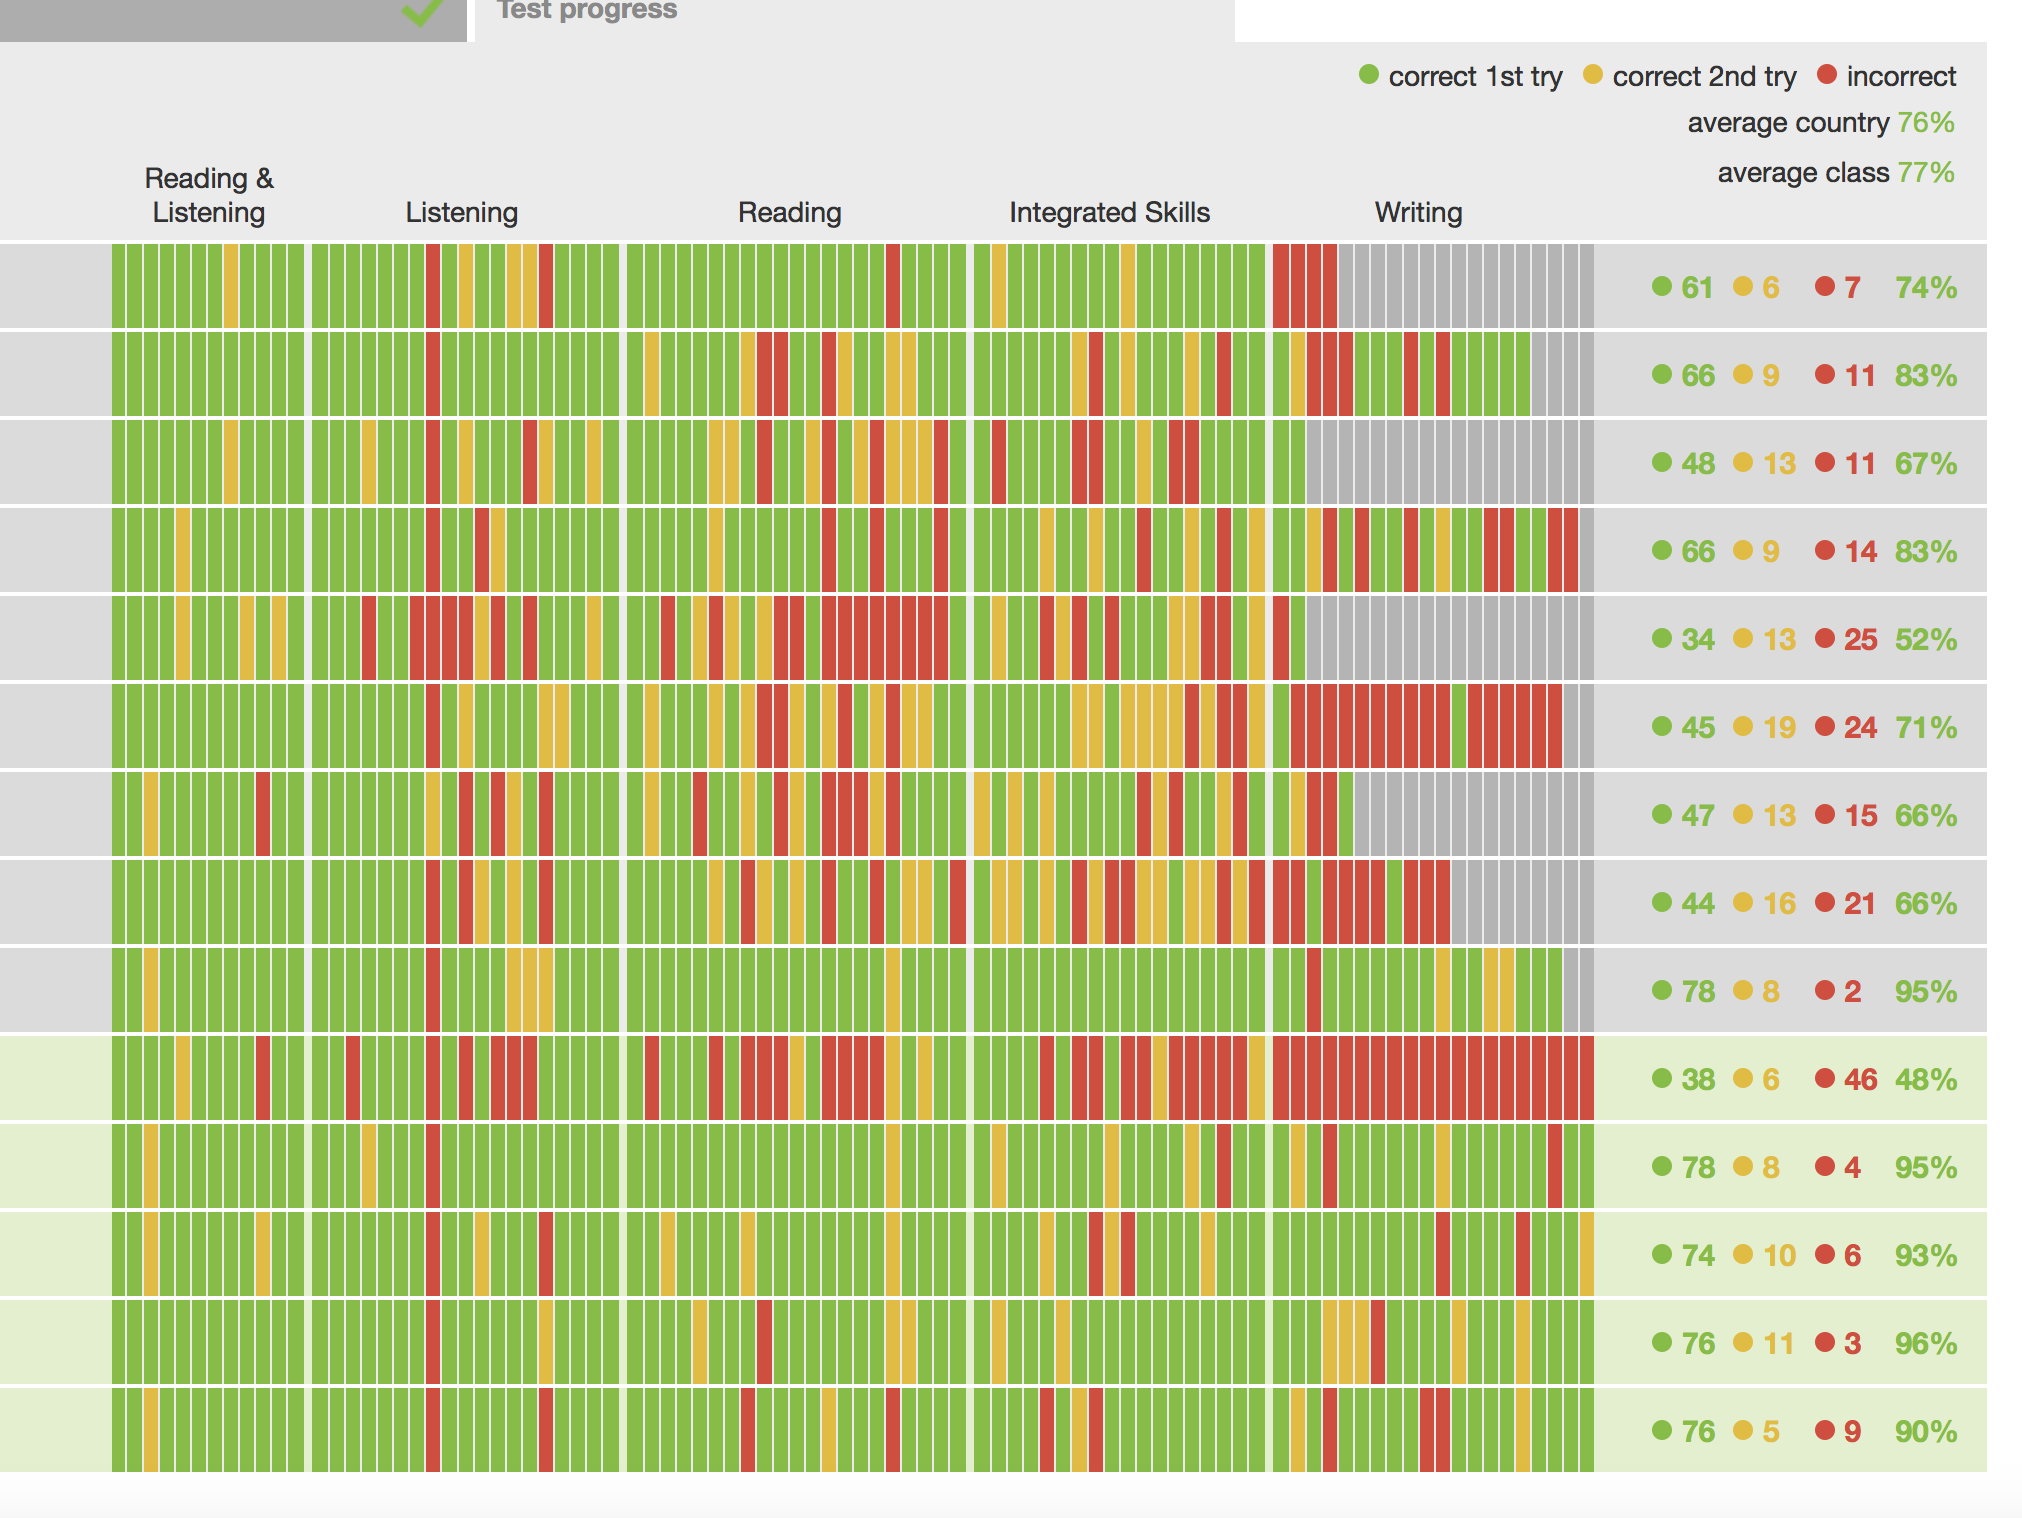 Test progress
correct 1st try correct 2nd try incorrect
average country 76%
average class 77%
Reading &
Listening Listening Reading Integrated Skills Writing
61 6 7 74%
66 9 11 83%
48 13 11 67%
66 9 14 83%
34 13 25 52%
45 19 24 71%
47 13 15 66%
44 16 21 66%
78 8 2 95%
38 6 46 48%
78 8 4 95%
74 10 6 93%
76 11 3 96%
76 5 9 90%